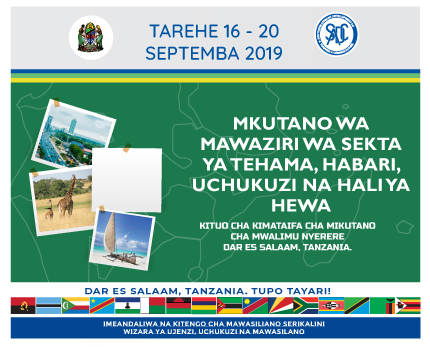 TAREHE 16 - 20
SEPTEMBA 2019
SADC
MKUTANO WA
MAWAZIRI WA SEKTA
YA TEHAMA, HABARI,
UCHUKUZI NA HALI YA
HEWA
KITUO CHA KIMATAIFA CHA MIKUTANO
CHA MWALIMU NYERERE
DAR ES SALAAM, TANZANIA.
DAR ES SALAAM, TANZANIA. TUPO TAYARI!
IMEANDALIWA NA KITENGO CHA MAWASILIANO SERIKALINI
WIZARA YA UJENZI, UCHUKUZI NA MAWASILANO